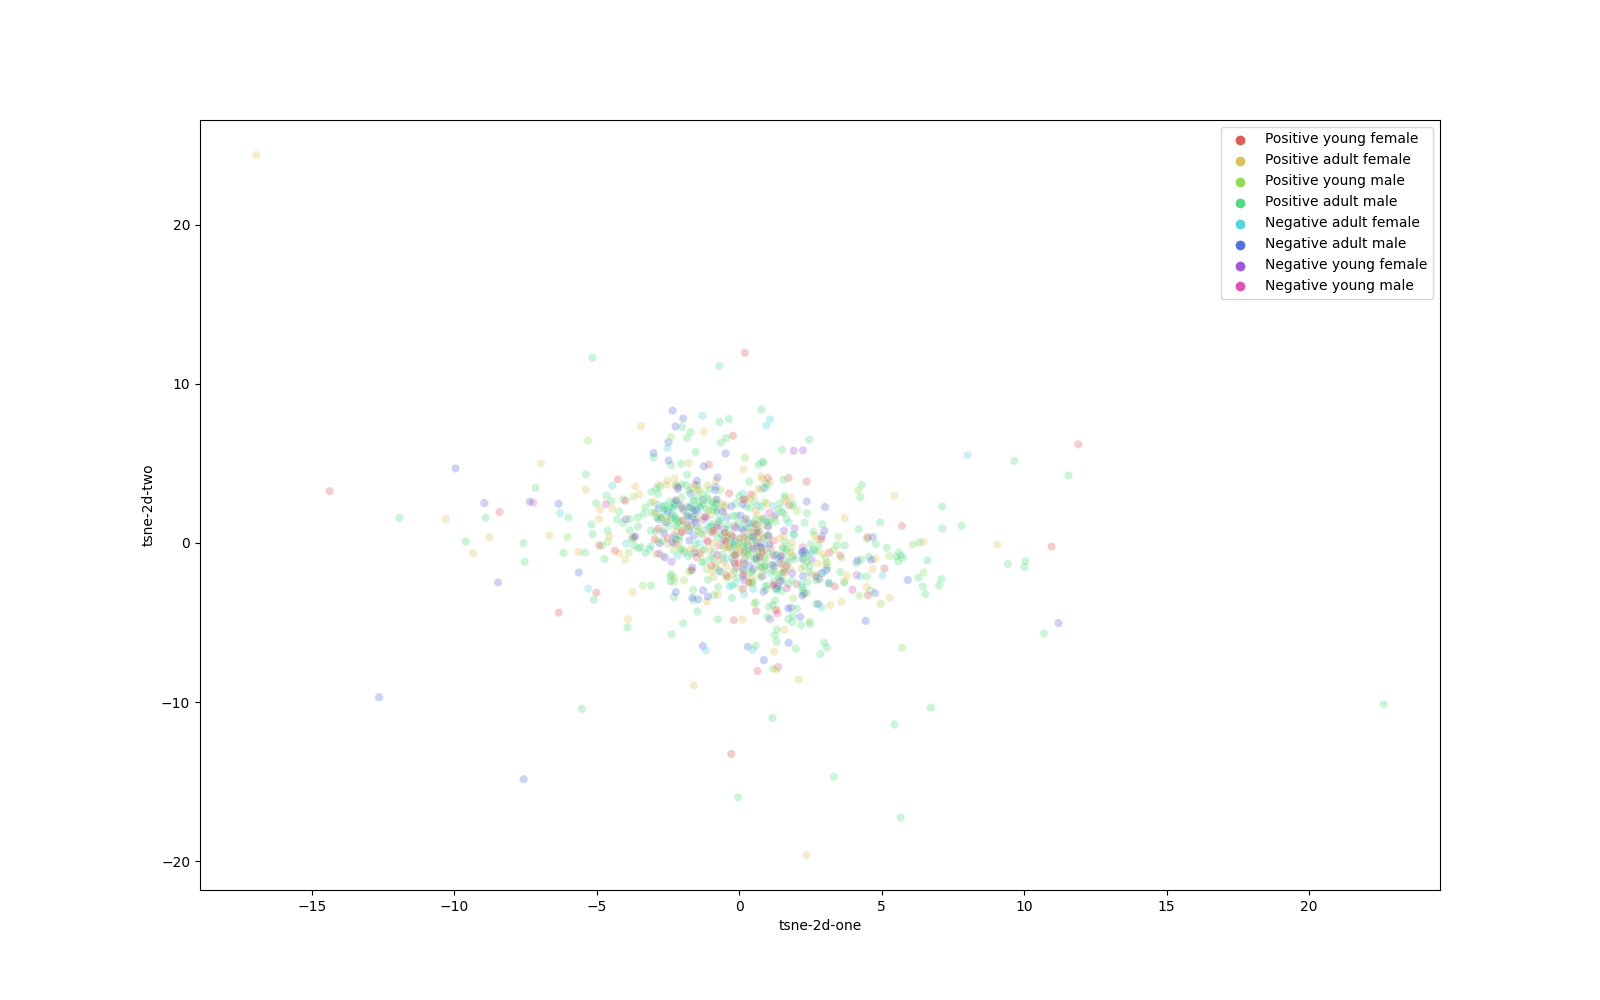 Positive young female
Positive adult female
Positive young male
Positive adult male
Negative adult female
Negative adult male
Negative young female
Negative young male
20
10
0
−10
−20
tsne-2d-two
−15
−10
−5
0
5
10
15
20
tsne-2d-one